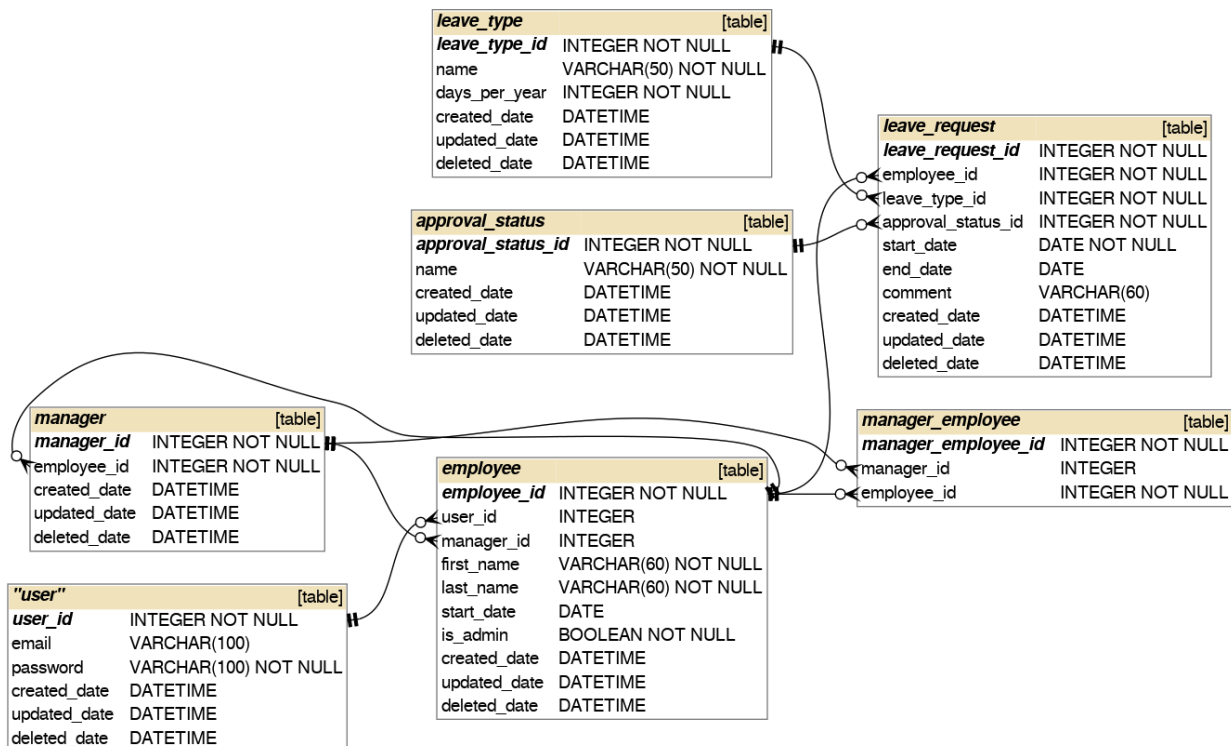 leave_type [table]
leave_type_id INTEGER NOT NULL
name VARCHAR(50) NOT NULL
days_per_year INTEGER NOT NULL
created_date DATETIME
updated_date DATETIME
deleted_date DATETIME
leave_request [table]
leave_request_id INTEGER NOT NULL
employee_id INTEGER NOT NULL
leave_type_id INTEGER NOT NULL
approval_status_id INTEGER NOT NULL
start_date DATE NOT NULL
end_date DATE
comment VARCHAR(60)
created_date DATETIME
updated_date DATETIME
deleted_date DATETIME
approval_status [table]
approval_status_id INTEGER NOT NULL
name VARCHAR(50) NOT NULL
created_date DATETIME
updated_date DATETIME
deleted_date DATETIME
manager [table]
manager_id INTEGER NOT NULL
employee_id INTEGER NOT NULL
created_date DATETIME
updated_date DATETIME
deleted_date DATETIME
employee [table]
employee_id INTEGER NOT NULL
user_id INTEGER
manager_id INTEGER
first_name VARCHAR(60) NOT NULL
last_name VARCHAR(60) NOT NULL
start_date DATE
is_admin BOOLEAN NOT NULL
created_date DATETIME
updated_date DATETIME
deleted_date DATETIME
manager_employee [table]
manager_employee_id INTEGER NOT NULL
manager_id INTEGER
employee_id INTEGER NOT NULL
"user" [table]
user_id INTEGER NOT NULL
email VARCHAR(100)
password VARCHAR(100) NOT NULL
created_date DATETIME
updated_date DATETIME
deleted_date DATETIME